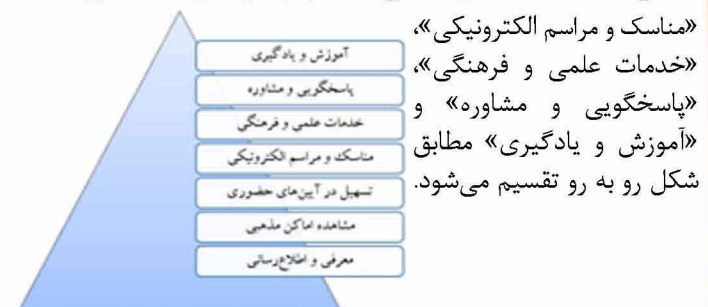 «مناسک و مراسم الکترونیکی»،
«خدمات علمی و فرهنگی»،
«پاسخگویی و مشاوره» و
«آموزش و یادگیری» مطابق
شکل رو به رو تقسیم می‌شود.
آموزش و یادگیری
پاسخگویی و مشاوره
خدمات علمی و فرهنگی
مناسک و مراسم الکترونیکی
تسهیل در آیین‌های حضوری
مشاهده اماکن مذهبی
معرفی و اطلاع‌رسانی